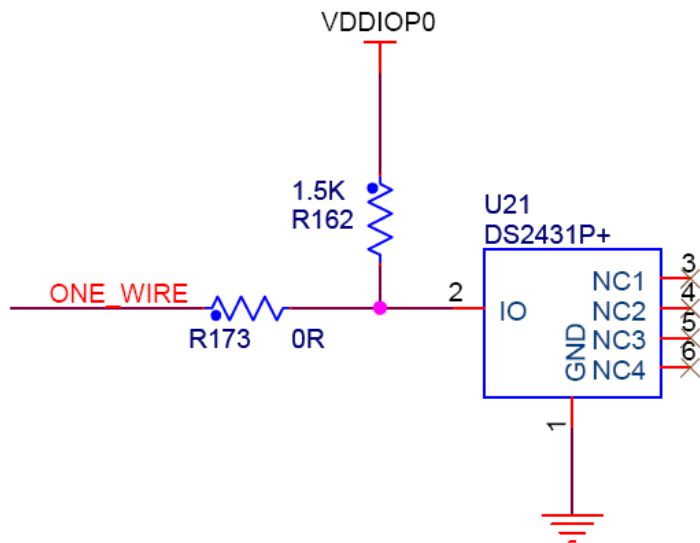 VDDIOP0
1.5K
R162
U21
DS2431P+
ONE_WIRE
R173 0R
2
IO
GND
NC1 3
NC2 4
NC3 5
NC4 6
1